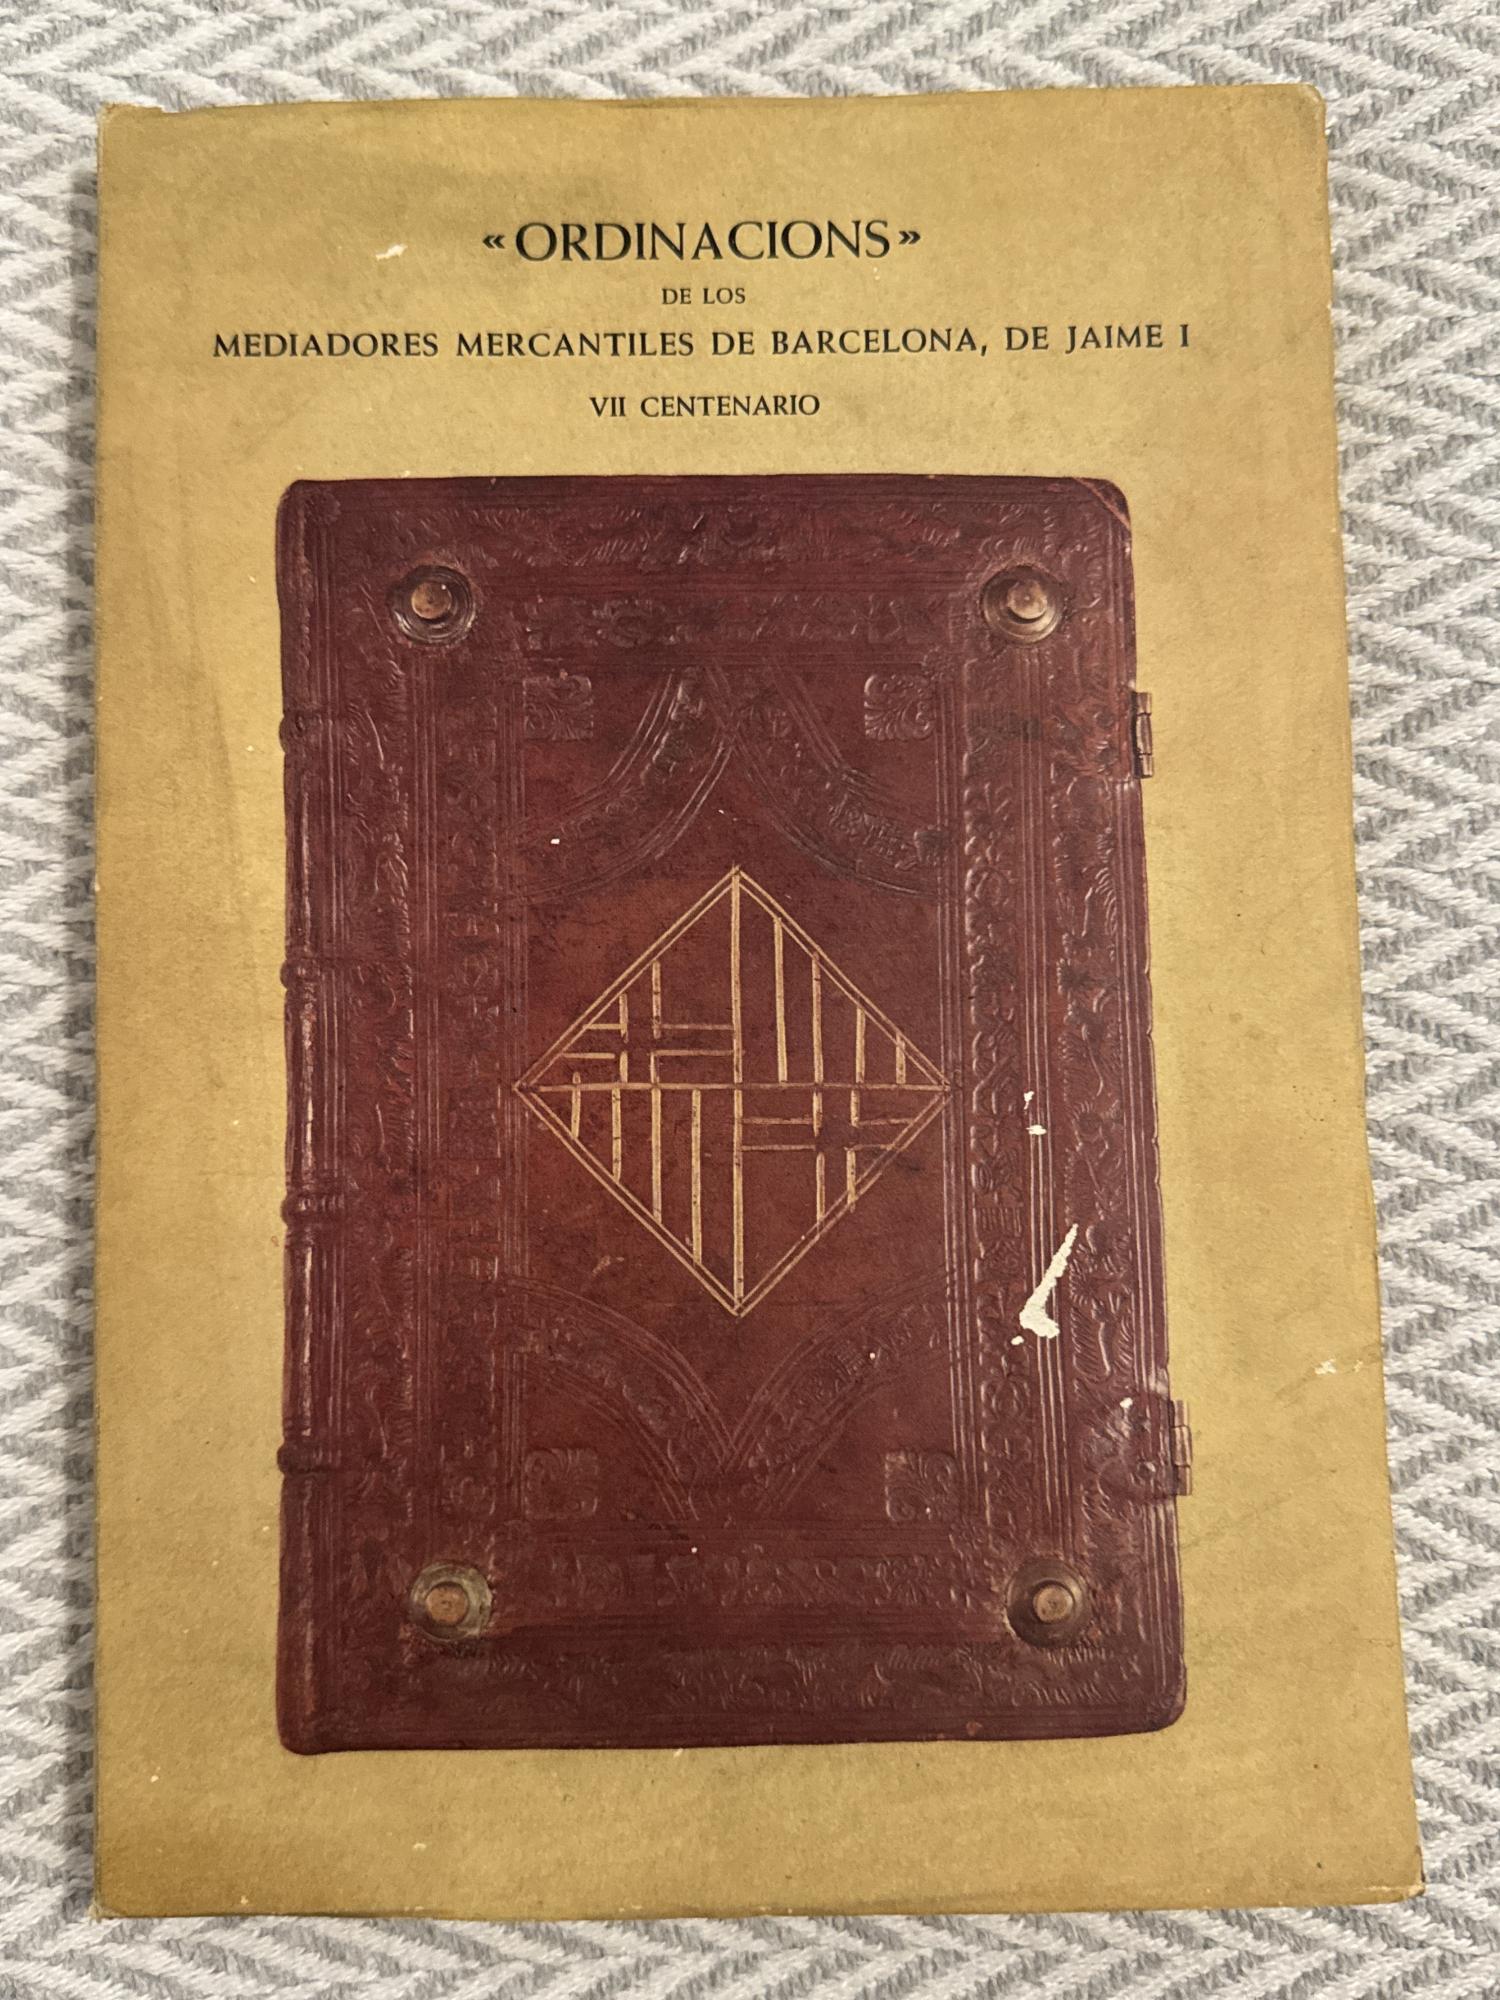 «ORDINACIONS»
DE LOS
MEDIADORES MERCANTILES DE BARCELONA, DE JAIME I
VII CENTENARIO